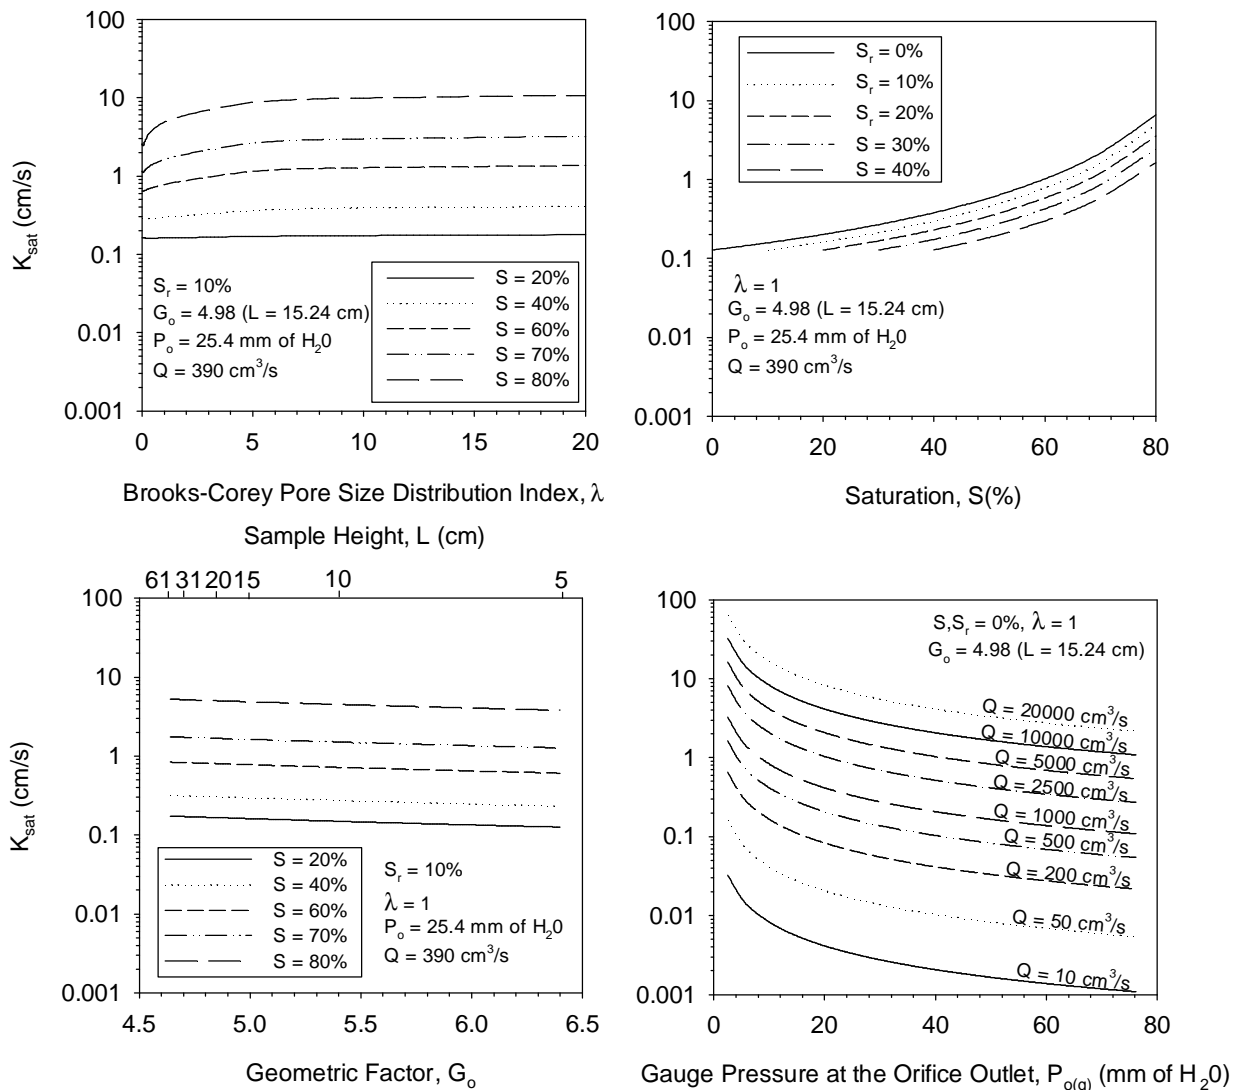 100
10
1
0.1
0.01
0.001
K_sat (cm/s)
S_r = 10%
G_o = 4.98 (L = 15.24 cm)
P_o = 25.4 mm of H_20
Q = 390 cm^3/s
S = 20%
S = 40%
S = 60%
S = 70%
S = 80%
0 5 10 15 20
Brooks-Corey Pore Size Distribution Index, λ
100
10
1
0.1
0.01
0.001
S_r = 0%
S_r = 10%
S_r = 20%
S = 30%
S = 40%
λ = 1
G_o = 4.98 (L = 15.24 cm)
P_o = 25.4 mm of H_20
Q = 390 cm^3/s
0 20 40 60 80
Saturation, S(%)
Sample Height, L (cm)
61 31 20 15 10 5
100
10
1
0.1
0.01
0.001
K_sat (cm/s)
S = 20%
S = 40%
S = 60%
S = 70%
S = 80%
S_r = 10%
λ = 1
P_o = 25.4 mm of H_20
Q = 390 cm^3/s
4.5 5.0 5.5 6.0 6.5
Geometric Factor, G_o
100
10
1
0.1
0.01
0.001
S,S_r = 0%, λ = 1
G_o = 4.98 (L = 15.24 cm)
Q = 20000 cm^3/s
Q = 10000 cm^3/s
Q = 5000 cm^3/s
Q = 2500 cm^3/s
Q = 1000 cm^3/s
Q = 500 cm^3/s
Q = 200 cm^3/s
Q = 50 cm^3/s
Q = 10 cm^3/s
0 20 40 60 80
Gauge Pressure at the Orifice Outlet, P_o(g) (mm of H_20)